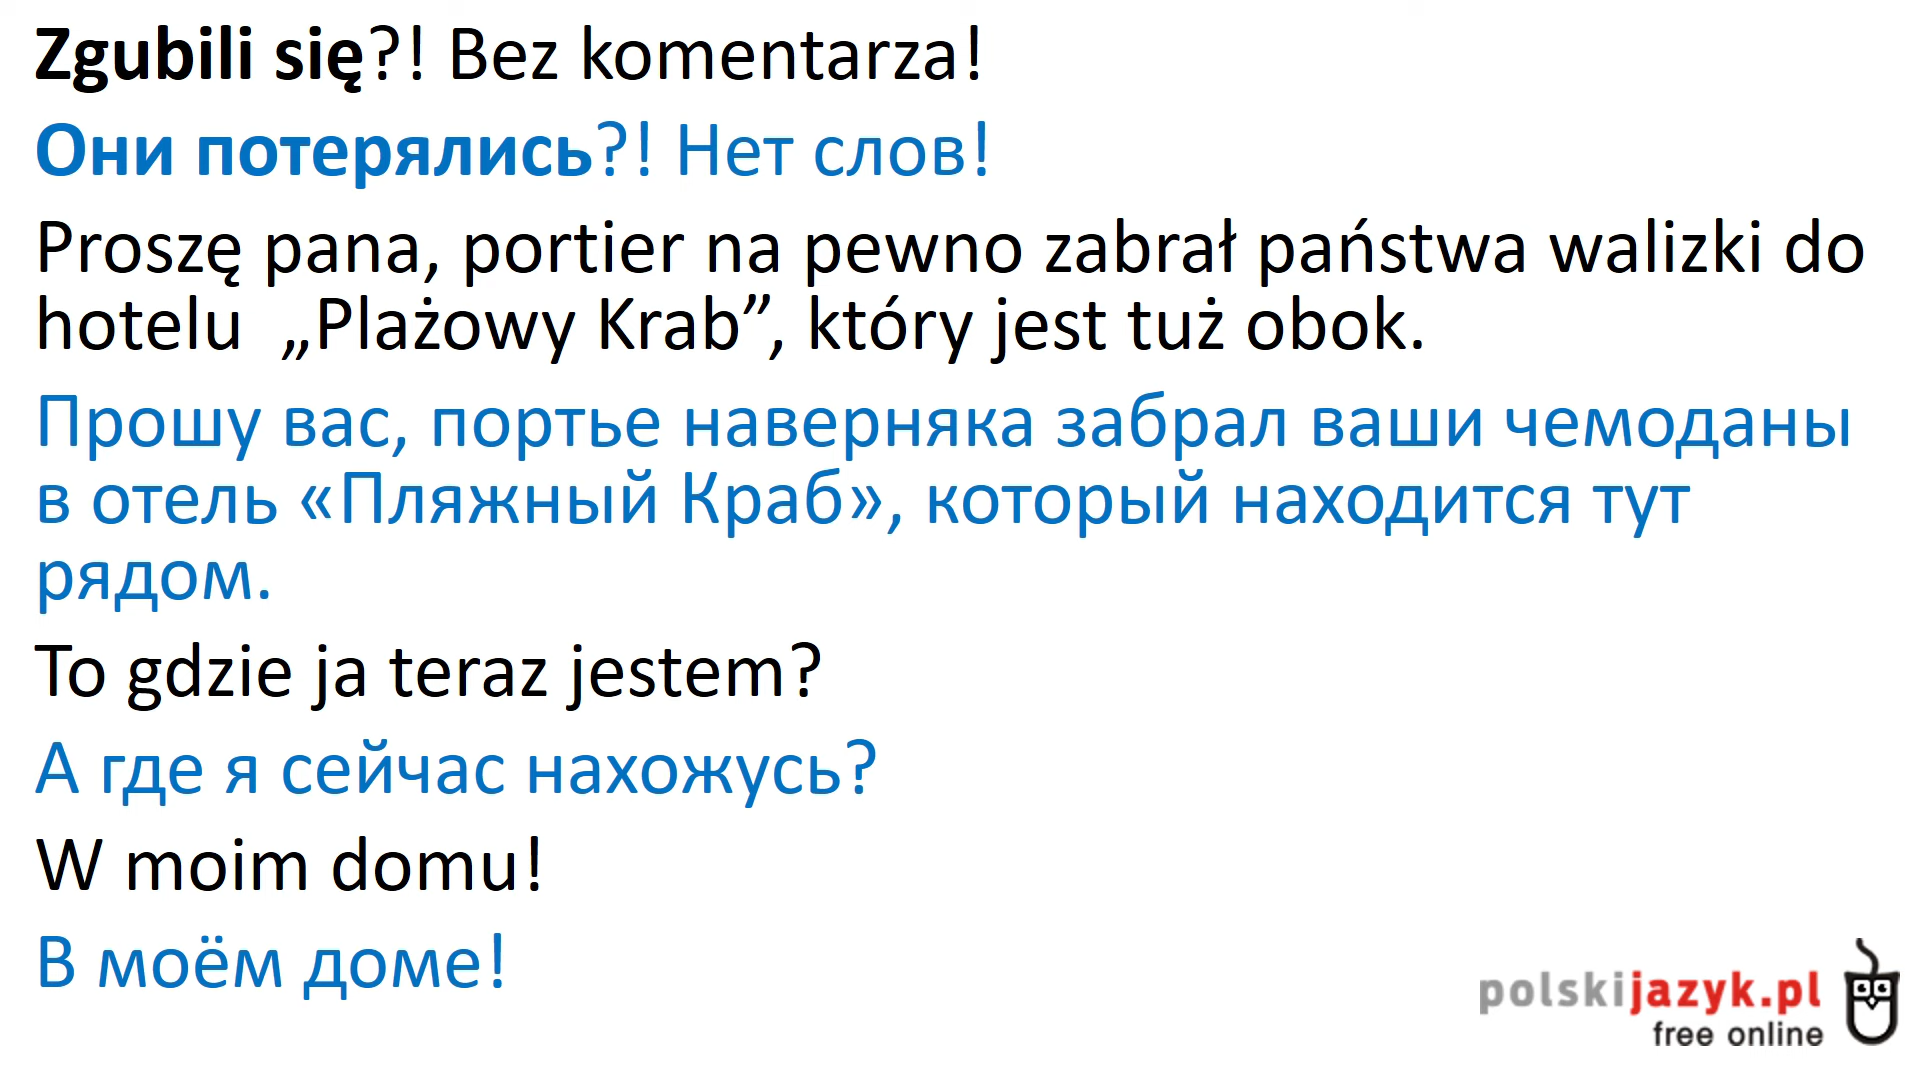 Zgubili się?! Bez komentarza!
Они потерялись?! Нет слов!
Proszę pana, portier na pewno zabrał państwa walizki do
hotelu „Plażowy Krab”, który jest tuż obok.
Прошу вас, портье наверняка забрал ваши чемоданы
в отель «Пляжный Краб», который находится тут
рядом.
To gdzie ja teraz jestem?
А где я сейчас нахожусь?
W moim domu!
В моём доме!
polskijazyk.pl
free online